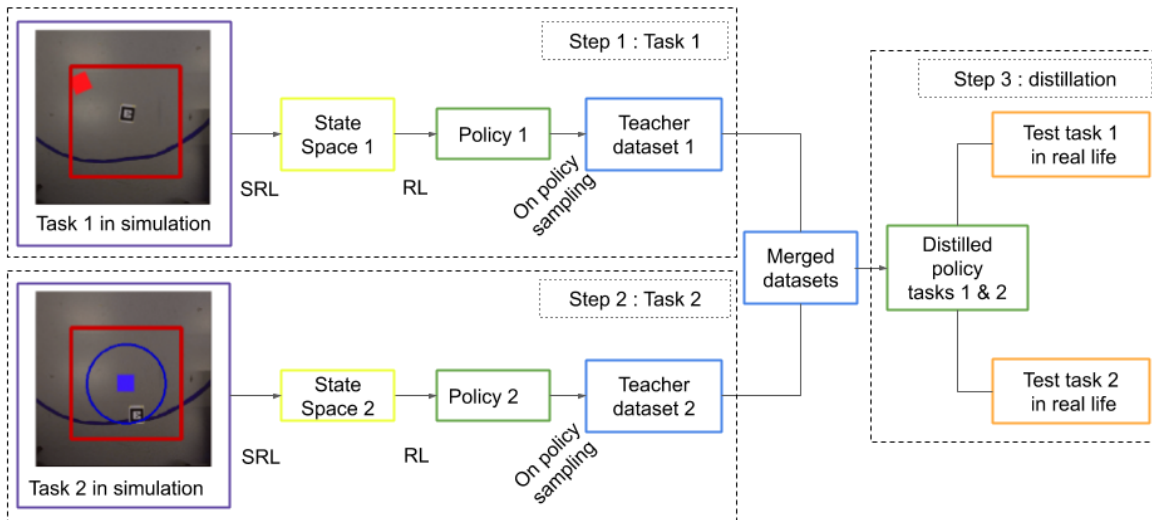 Step 1 : Task 1
Task 1 in simulation
SRL
State
Space 1
RL
Policy 1
On policy
sampling
Teacher
dataset 1
Step 2 : Task 2
Task 2 in simulation
SRL
State
Space 2
RL
Policy 2
On policy
sampling
Teacher
dataset 2
Merged
datasets
Step 3 : distillation
Distilled
policy
tasks 1 & 2
Test task 1
in real life
Test task 2
in real life